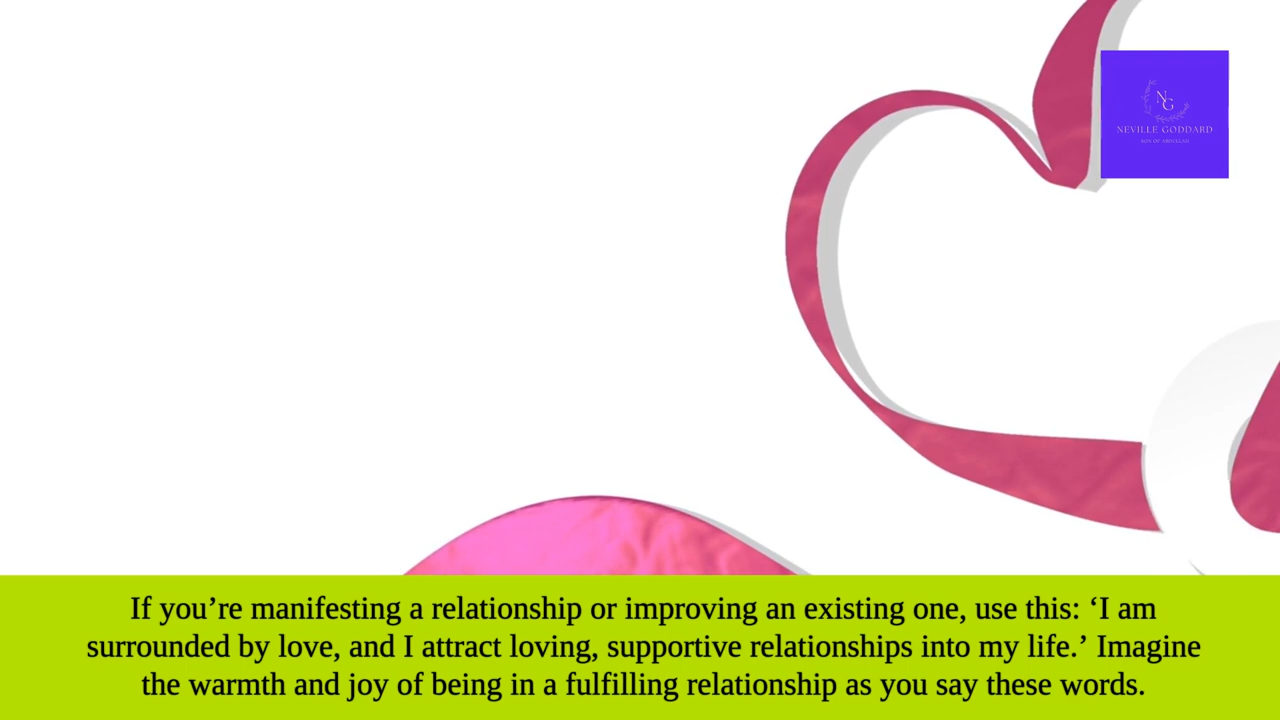 NG
NEVILLE GODDARD
If you’re manifesting a relationship or improving an existing one, use this: ‘I am
surrounded by love, and I attract loving, supportive relationships into my life.’ Imagine
the warmth and joy of being in a fulfilling relationship as you say these words.